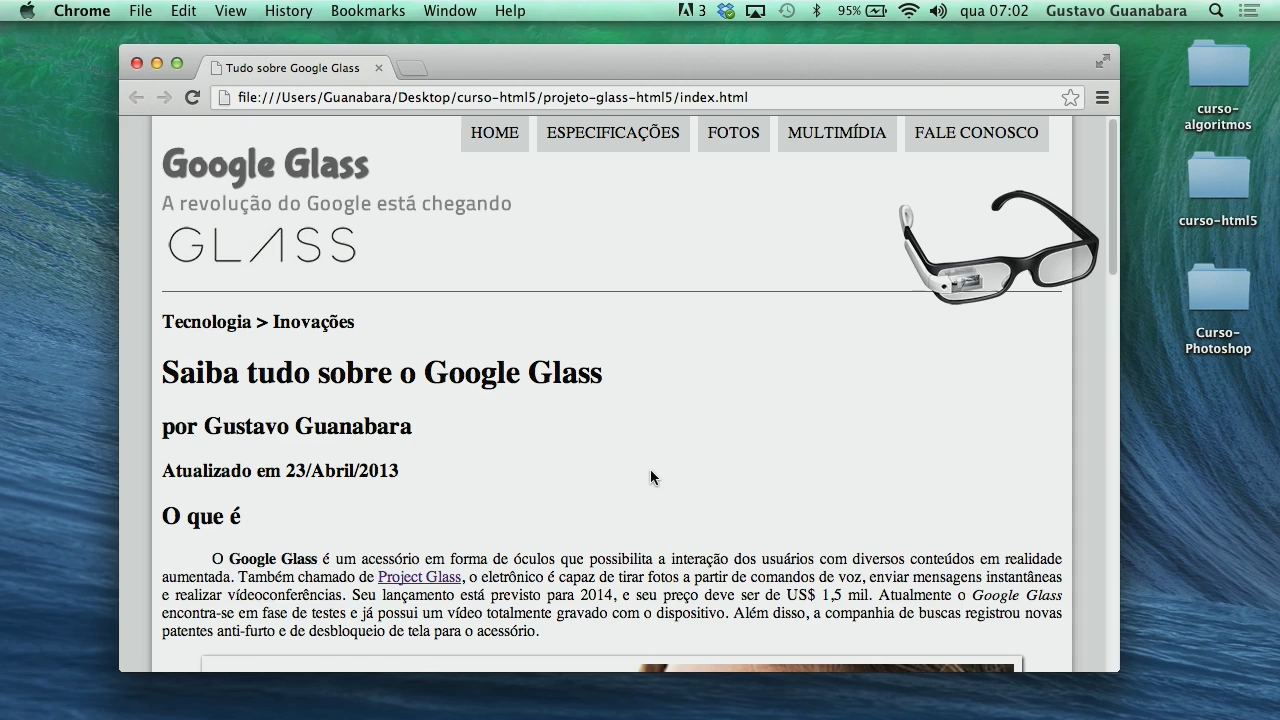 Chrome File Edit View History Bookmarks Window Help 3 95% qua 07:02 Gustavo Guanabara
Tudo sobre Google Glass
file:///Users/Guanabara/Desktop/curso-html5/projeto-glass-html5/index.html
HOME ESPECIFICAÇÕES FOTOS MULTIMÍDIA FALE CONOSCO
Google Glass
A revolução do Google está chegando
GLASS
Tecnologia > Inovações
Saiba tudo sobre o Google Glass
por Gustavo Guanabara
Atualizado em 23/Abril/2013
O que é
O Google Glass é um acessório em forma de óculos que possibilita a interação dos usuários com diversos conteúdos em realidade
aumentada. Também chamado de Project Glass, o eletrônico é capaz de tirar fotos a partir de comandos de voz, enviar mensagens instantâneas
e realizar vídeoconferências. Seu lançamento está previsto para 2014, e seu preço deve ser de US$ 1,5 mil. Atualmente o Google Glass
encontra-se em fase de testes e já possui um vídeo totalmente gravado com o dispositivo. Além disso, a companhia de buscas registrou novas
patentes anti-furto e de desbloqueio de tela para o acessório.
curso-
algoritmos
curso-html5
Curso-
Photoshop